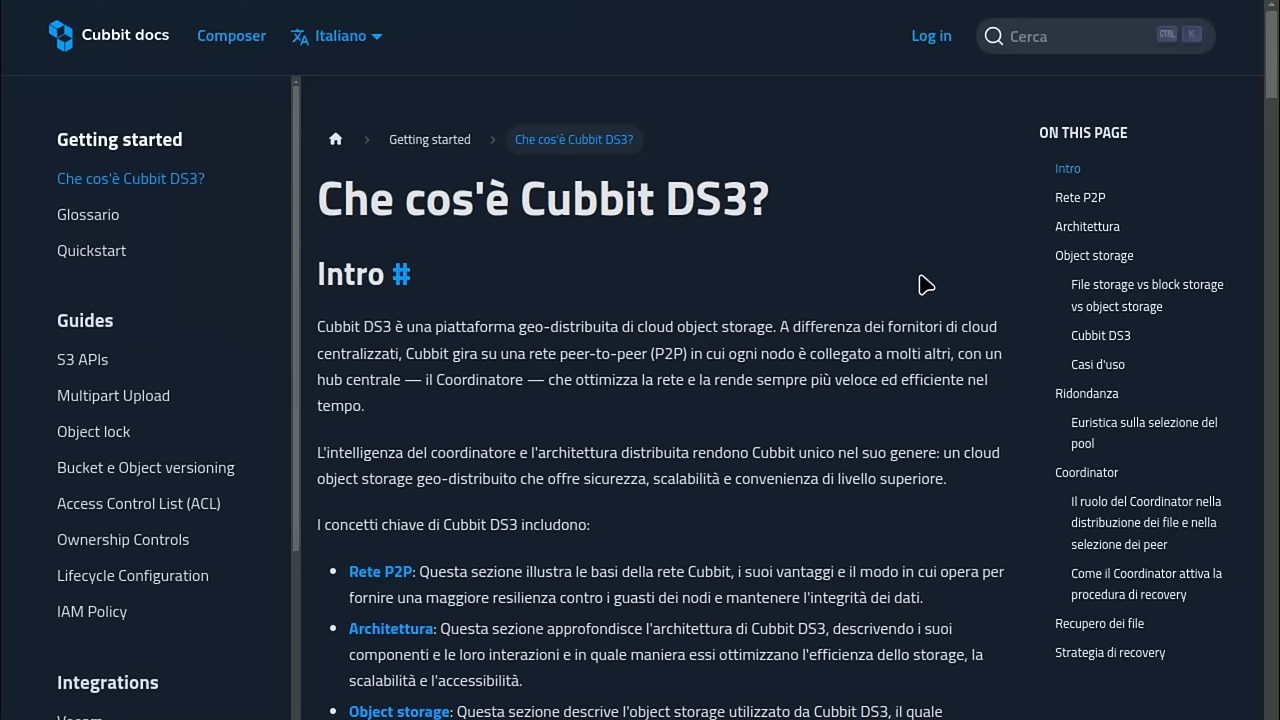 Cubbit docs
Composer
Italiano
Log in
Cerca
CTRL K
Getting started
Che cos'è Cubbit DS3?
Glossario
Quickstart
Guides
S3 APIs
Multipart Upload
Object lock
Bucket e Object versioning
Access Control List (ACL)
Ownership Controls
Lifecycle Configuration
IAM Policy
Integrations
Getting started
Che cos'è Cubbit DS3?
Che cos'è Cubbit DS3?
Intro #
Cubbit DS3 è una piattaforma geo-distribuita di cloud object storage. A differenza dei fornitori di cloud
centralizzati, Cubbit gira su una rete peer-to-peer (P2P) in cui ogni nodo è collegato a molti altri, con un
hub centrale — il Coordinatore — che ottimizza la rete e la rende sempre più veloce ed efficiente nel
tempo.
L'intelligenza del coordinatore e l'architettura distribuita rendono Cubbit unico nel suo genere: un cloud
object storage geo-distribuito che offre sicurezza, scalabilità e convenienza di livello superiore.
I concetti chiave di Cubbit DS3 includono:
Rete P2P: Questa sezione illustra le basi della rete Cubbit, i suoi vantaggi e il modo in cui opera per
fornire una maggiore resilienza contro i guasti dei nodi e mantenere l'integrità dei dati.
Architettura: Questa sezione approfondisce l'architettura di Cubbit DS3, descrivendo i suoi
componenti e le loro interazioni e in quale maniera essi ottimizzano l'efficienza dello storage, la
scalabilità e l'accessibilità.
Object storage: Questa sezione descrive l'object storage utilizzato da Cubbit DS3, il quale
ON THIS PAGE
Intro
Rete P2P
Architettura
Object storage
File storage vs block storage
vs object storage
Cubbit DS3
Casi d'uso
Ridondanza
Euristica sulla selezione del
pool
Coordinator
Il ruolo del Coordinator nella
distribuzione dei file e nella
selezione dei peer
Come il Coordinator attiva la
procedura di recovery
Recupero dei file
Strategia di recovery